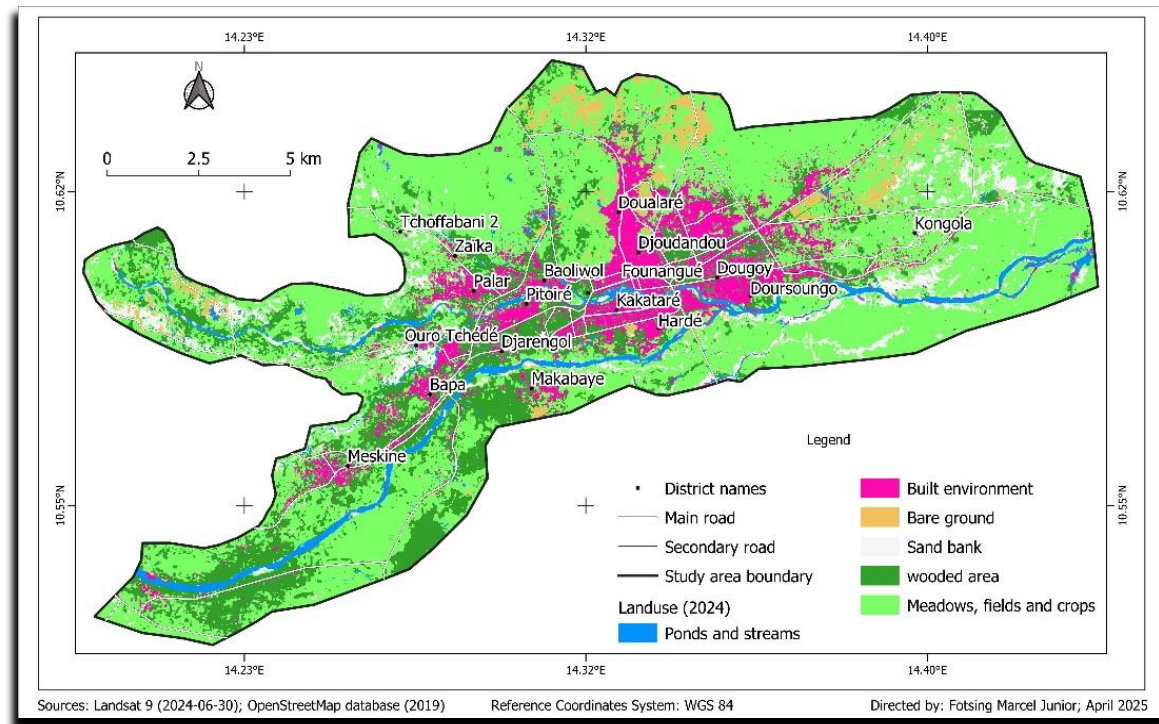 14.23°E 14.32°E 14.40°E
N
0 2.5 5 km
10.62°N 10.62°N
Doualaré
Tchoffabani 2
Kongola
Zaïka
Djoudandou
Palar
Baoliwol
Founangué
Dougoy
Pitoiré
Kakataré
Doursoungo
Hardé
Ouro Tchédé
Djarengol
Bapa
Makabaye
Meskine
10.55°N 10.55°N
Legend
District names
Main road
Secondary road
Study area boundary
Landuse (2024)
Ponds and streams
Built environment
Bare ground
Sand bank
wooded area
Meadows, fields and crops
14.23°E 14.32°E 14.40°E
Sources: Landsat 9 (2024-06-30); OpenStreetMap database (2019) Reference Coordinates System: WGS 84 Directed by: Fotsing Marcel Junior; April 2025